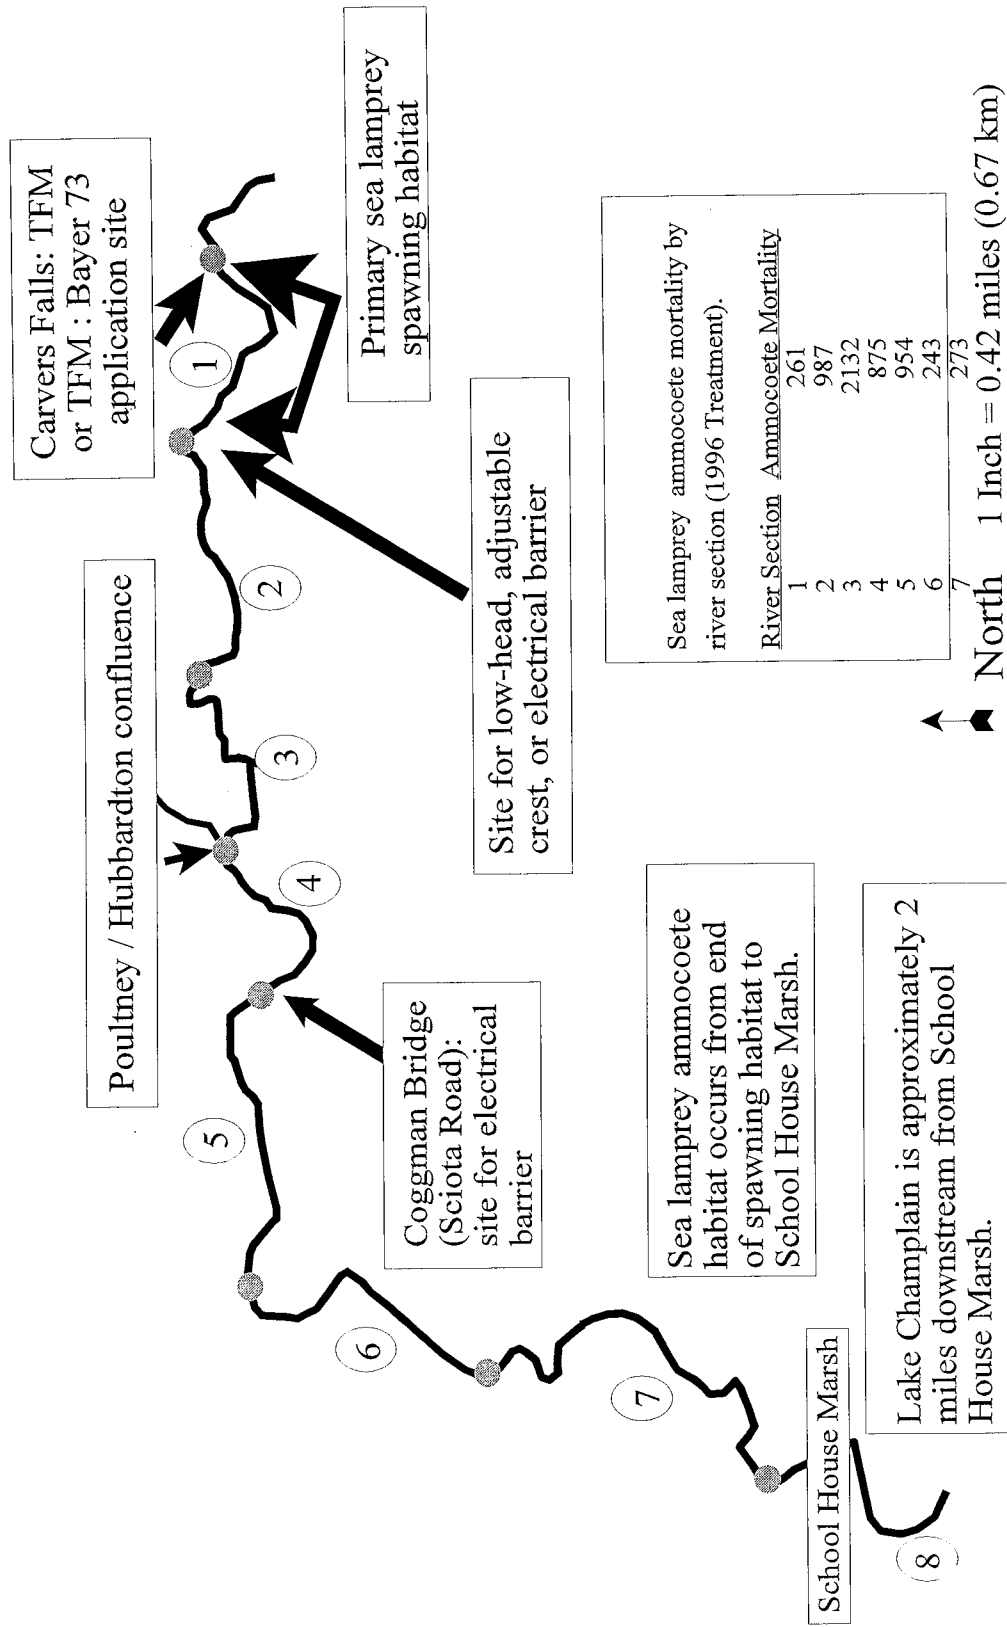 Carvers Falls: TFM
or TFM : Bayer 73
application site
Poultney / Hubbardton confluence
1
2
3
4
5
6
7
8
Primary sea lamprey
spawning habitat
Site for low-head, adjustable
crest, or electrical barrier
Coggman Bridge
(Sciota Road):
site for electrical
barrier
Sea lamprey ammocoete
habitat occurs from end
of spawning habitat to
School House Marsh.
School House Marsh
Lake Champlain is approximately 2
miles downstream from School
House Marsh.
Sea lamprey ammocoete mortality by
river section (1996 Treatment).
River Section Ammocoete Mortality
1 261
2 987
3 2132
4 875
5 954
6 243
7 273
North 1 Inch = 0.42 miles (0.67 km)